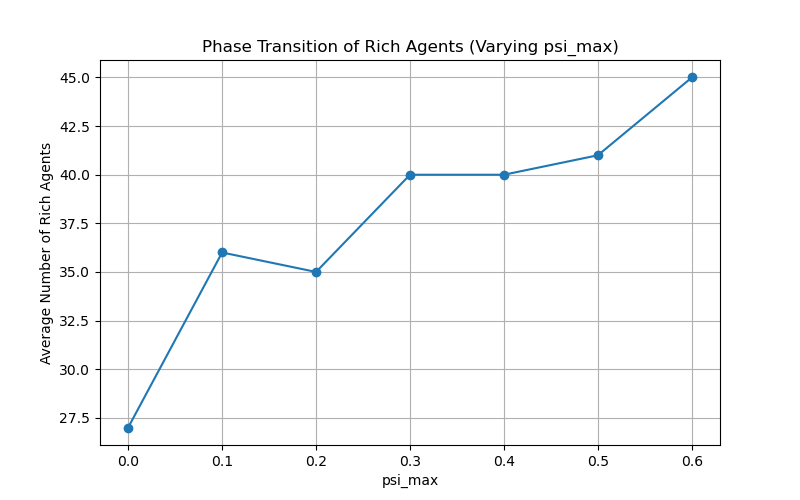 Phase Transition of Rich Agents (Varying psi_max)
Average Number of Rich Agents
45.0
42.5
40.0
37.5
35.0
32.5
30.0
27.5
0.0 0.1 0.2 0.3 0.4 0.5 0.6
psi_max